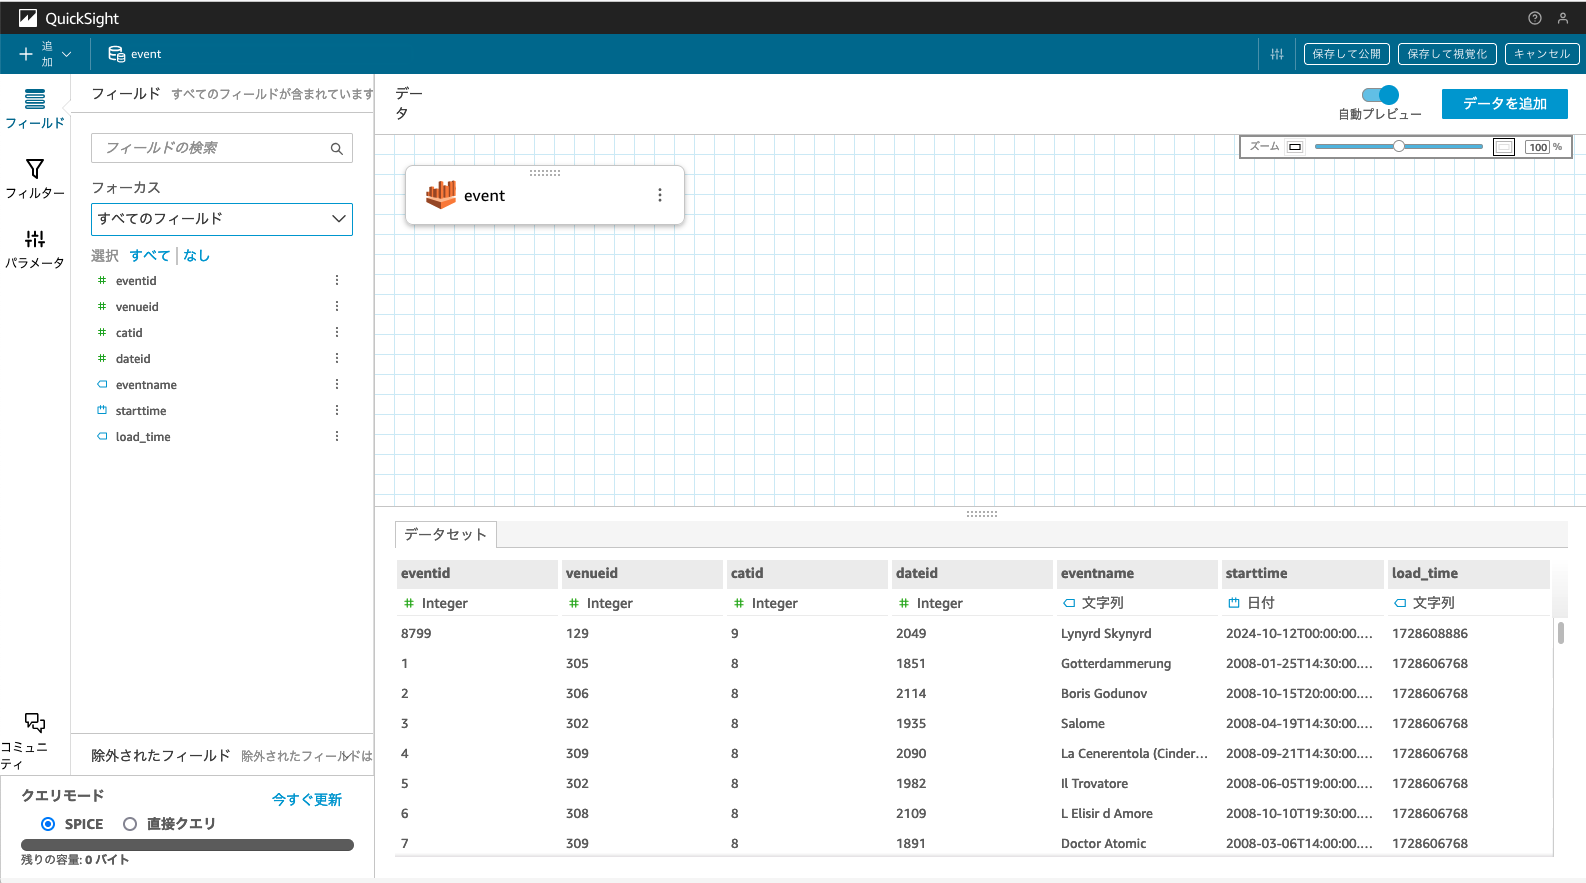 QuickSight
追加
event
保存して公開
保存して視覚化
キャンセル
フィールド
フィルター
パラメータ
コミュニティ
フィールド すべてのフィールドが含まれています
フィールドの検索
フォーカス
すべてのフィールド
選択 すべて なし
eventid
venueid
catid
dateid
eventname
starttime
load_time
除外されたフィールド 除外されたフィールドは
クエリモード 今すぐ更新
SPICE 直接クエリ
残りの容量: 0 バイト
データ
自動プレビュー
データを追加
ズーム 100 %
event
データセット
eventid venueid catid dateid eventname starttime load_time
Integer Integer Integer Integer 文字列 日付 文字列
8799 129 9 2049 Lynyrd Skynyrd 2024-10-12T00:00:00.... 1728608886
1 305 8 1851 Gotterdammerung 2008-01-25T14:30:00.... 1728606768
2 306 8 2114 Boris Godunov 2008-10-15T20:00:00.... 1728606768
3 302 8 1935 Salome 2008-04-19T14:30:00.... 1728606768
4 309 8 2090 La Cenerentola (Cinder... 2008-09-21T14:30:00.... 1728606768
5 302 8 1982 Il Trovatore 2008-06-05T19:00:00.... 1728606768
6 308 8 2109 L Elisir d Amore 2008-10-10T19:30:00.... 1728606768
7 309 8 1891 Doctor Atomic 2008-03-06T14:00:00.... 1728606768